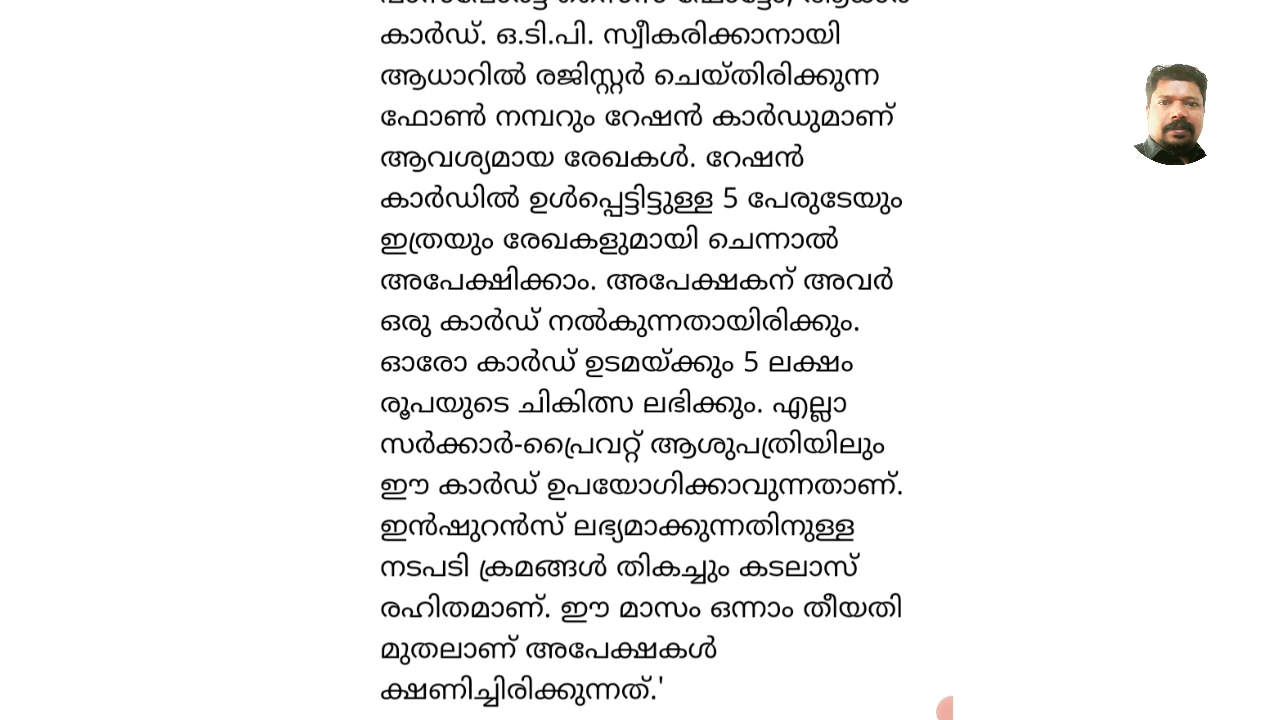 കാർഡ്. ഒ.ടി.പി. സ്വീകരിക്കാനായി
ആധാറിൽ രജിസ്റ്റർ ചെയ്തിരിക്കുന്ന
ഫോൺ നമ്പറും റേഷൻ കാർഡുമാണ്
ആവശ്യമായ രേഖകൾ. റേഷൻ
കാർഡിൽ ഉൾപ്പെട്ടിട്ടുള്ള 5 പേരുടേയും
ഇത്രയും രേഖകളുമായി ചെന്നാൽ
അപേക്ഷിക്കാം. അപേക്ഷകന് അവർ
ഒരു കാർഡ് നൽകുന്നതായിരിക്കും.
ഓരോ കാർഡ് ഉടമയ്ക്കും 5 ലക്ഷം
രൂപയുടെ ചികിത്സ ലഭിക്കും. എല്ലാ
സർക്കാർ-പ്രൈവറ്റ് ആശുപത്രിയിലും
ഈ കാർഡ് ഉപയോഗിക്കാവുന്നതാണ്.
ഇൻഷുറൻസ് ലഭ്യമാക്കുന്നതിനുള്ള
നടപടി ക്രമങ്ങൾ തികച്ചും കടലാസ്
രഹിതമാണ്. ഈ മാസം ഒന്നാം തീയതി
മുതലാണ് അപേക്ഷകൾ
ക്ഷണിച്ചിരിക്കുന്നത്.'